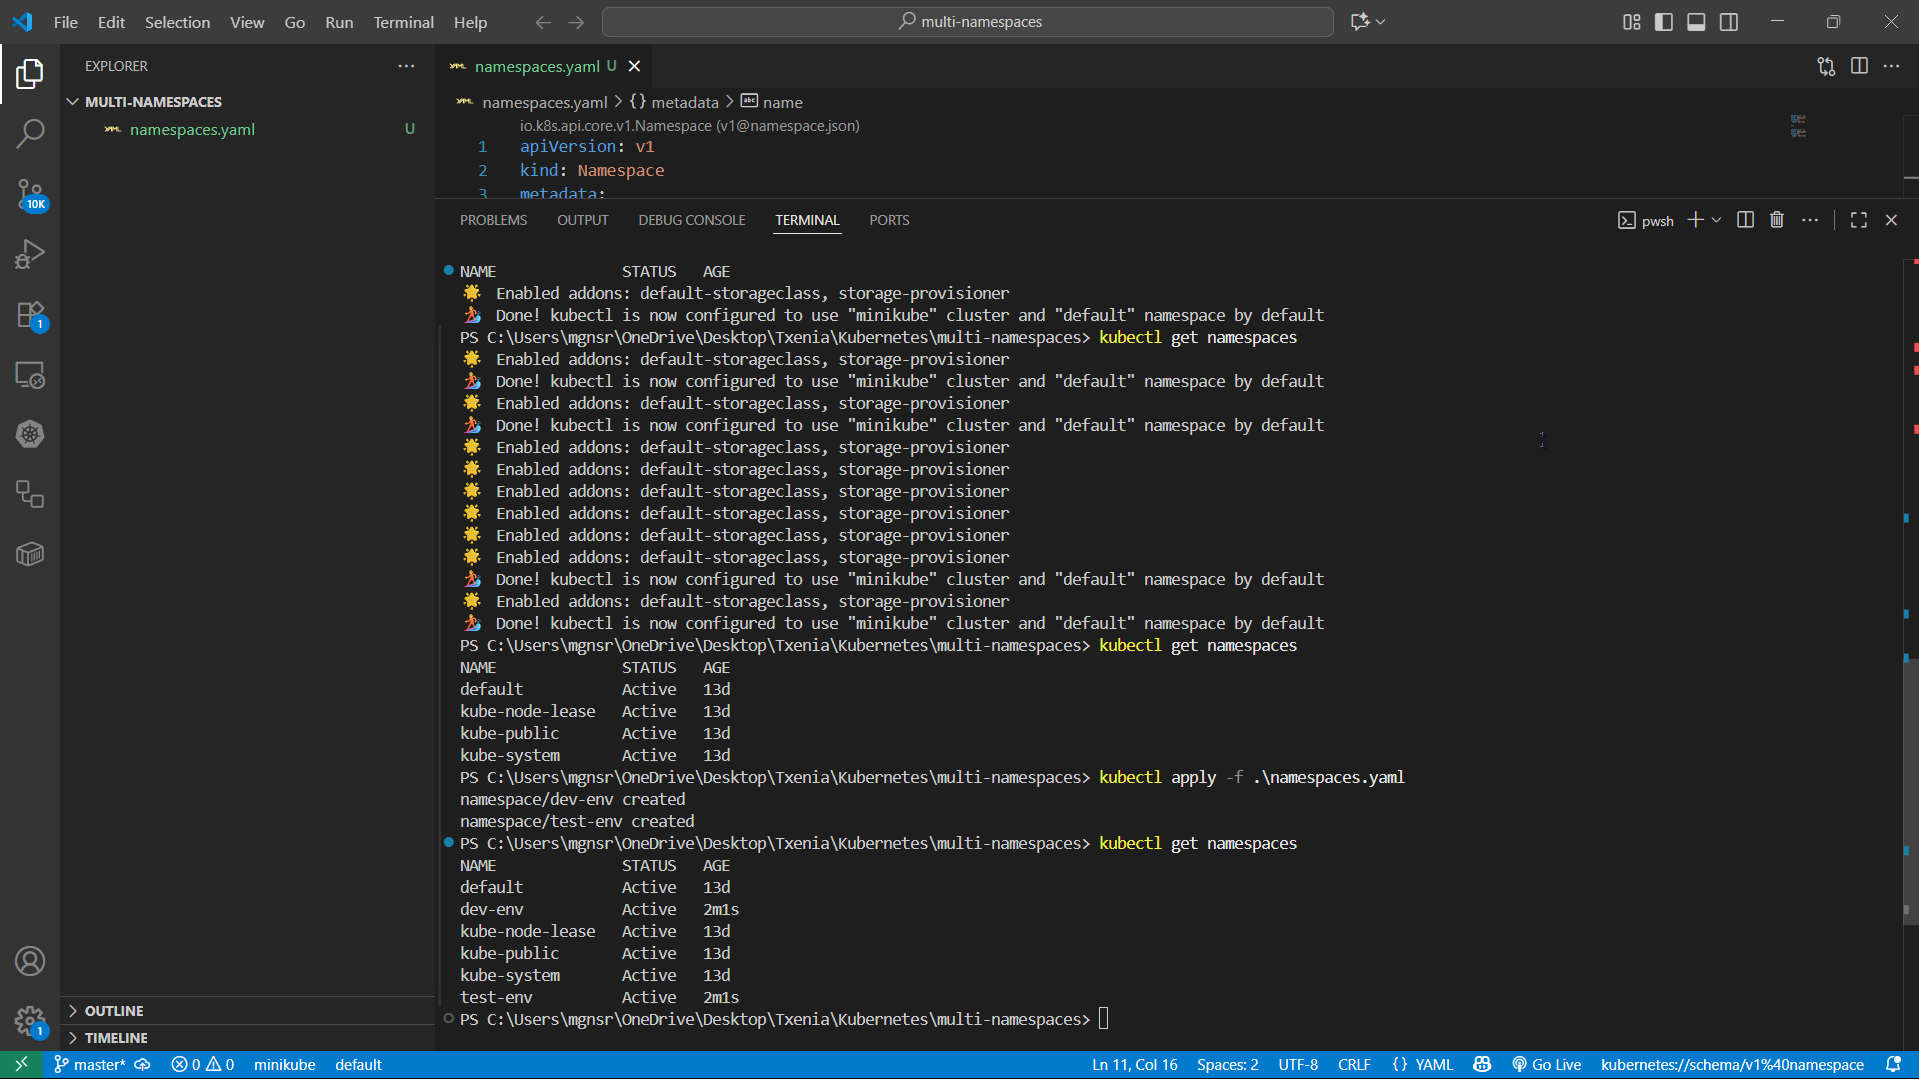 File Edit Selection View Go Run Terminal Help
multi-namespaces
EXPLORER
namespaces.yaml U
MULTI-NAMESPACES
namespaces.yaml > {} metadata > abc name
namespaces.yaml U
io.k8s.api.core.v1.Namespace (v1@namespace.json)
1 apiVersion: v1
2 kind: Namespace
3 metadata:
10K
1
PROBLEMS OUTPUT DEBUG CONSOLE TERMINAL PORTS
pwsh
NAME STATUS AGE
Enabled addons: default-storageclass, storage-provisioner
Done! kubectl is now configured to use "minikube" cluster and "default" namespace by default
PS C:\Users\mgnsr\OneDrive\Desktop\Txenia\Kubernetes\multi-namespaces> kubectl get namespaces
Enabled addons: default-storageclass, storage-provisioner
Done! kubectl is now configured to use "minikube" cluster and "default" namespace by default
Enabled addons: default-storageclass, storage-provisioner
Done! kubectl is now configured to use "minikube" cluster and "default" namespace by default
Enabled addons: default-storageclass, storage-provisioner
Enabled addons: default-storageclass, storage-provisioner
Enabled addons: default-storageclass, storage-provisioner
Enabled addons: default-storageclass, storage-provisioner
Enabled addons: default-storageclass, storage-provisioner
Enabled addons: default-storageclass, storage-provisioner
Done! kubectl is now configured to use "minikube" cluster and "default" namespace by default
Enabled addons: default-storageclass, storage-provisioner
Done! kubectl is now configured to use "minikube" cluster and "default" namespace by default
PS C:\Users\mgnsr\OneDrive\Desktop\Txenia\Kubernetes\multi-namespaces> kubectl get namespaces
NAME STATUS AGE
default Active 13d
kube-node-lease Active 13d
kube-public Active 13d
kube-system Active 13d
PS C:\Users\mgnsr\OneDrive\Desktop\Txenia\Kubernetes\multi-namespaces> kubectl apply -f .\namespaces.yaml
namespace/dev-env created
namespace/test-env created
PS C:\Users\mgnsr\OneDrive\Desktop\Txenia\Kubernetes\multi-namespaces> kubectl get namespaces
NAME STATUS AGE
default Active 13d
dev-env Active 2m1s
kube-node-lease Active 13d
kube-public Active 13d
kube-system Active 13d
test-env Active 2m1s
PS C:\Users\mgnsr\OneDrive\Desktop\Txenia\Kubernetes\multi-namespaces>
OUTLINE
TIMELINE
1
master* 0 0 minikube default Ln 11, Col 16 Spaces: 2 UTF-8 CRLF {} YAML Go Live kubernetes://schema/v1%40namespace